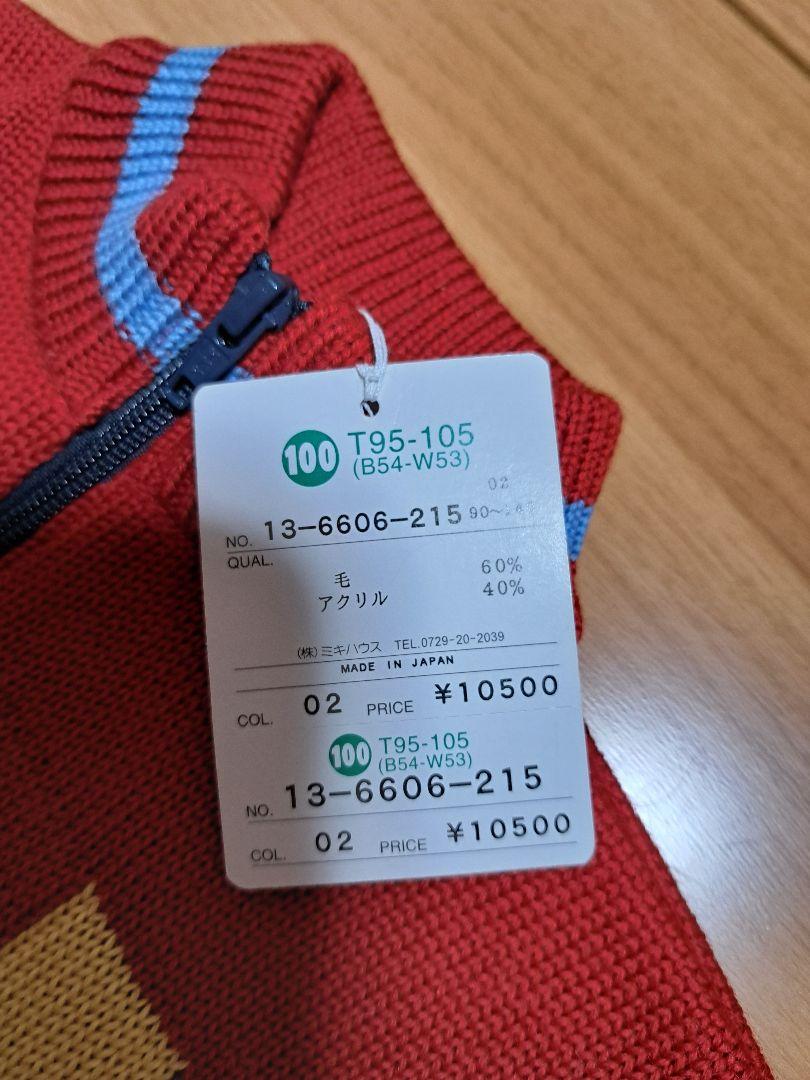 100 T95-105
(B54-W53)
02
NO. 13-6606-215 90~
QUAL.
毛 60%
アクリル 40%
(株)ミキハウス TEL.0729-20-2039
MADE IN JAPAN
COL. 02 PRICE ¥10500
100 T95-105
(B54-W53)
NO. 13-6606-215
COL. 02 PRICE ¥10500